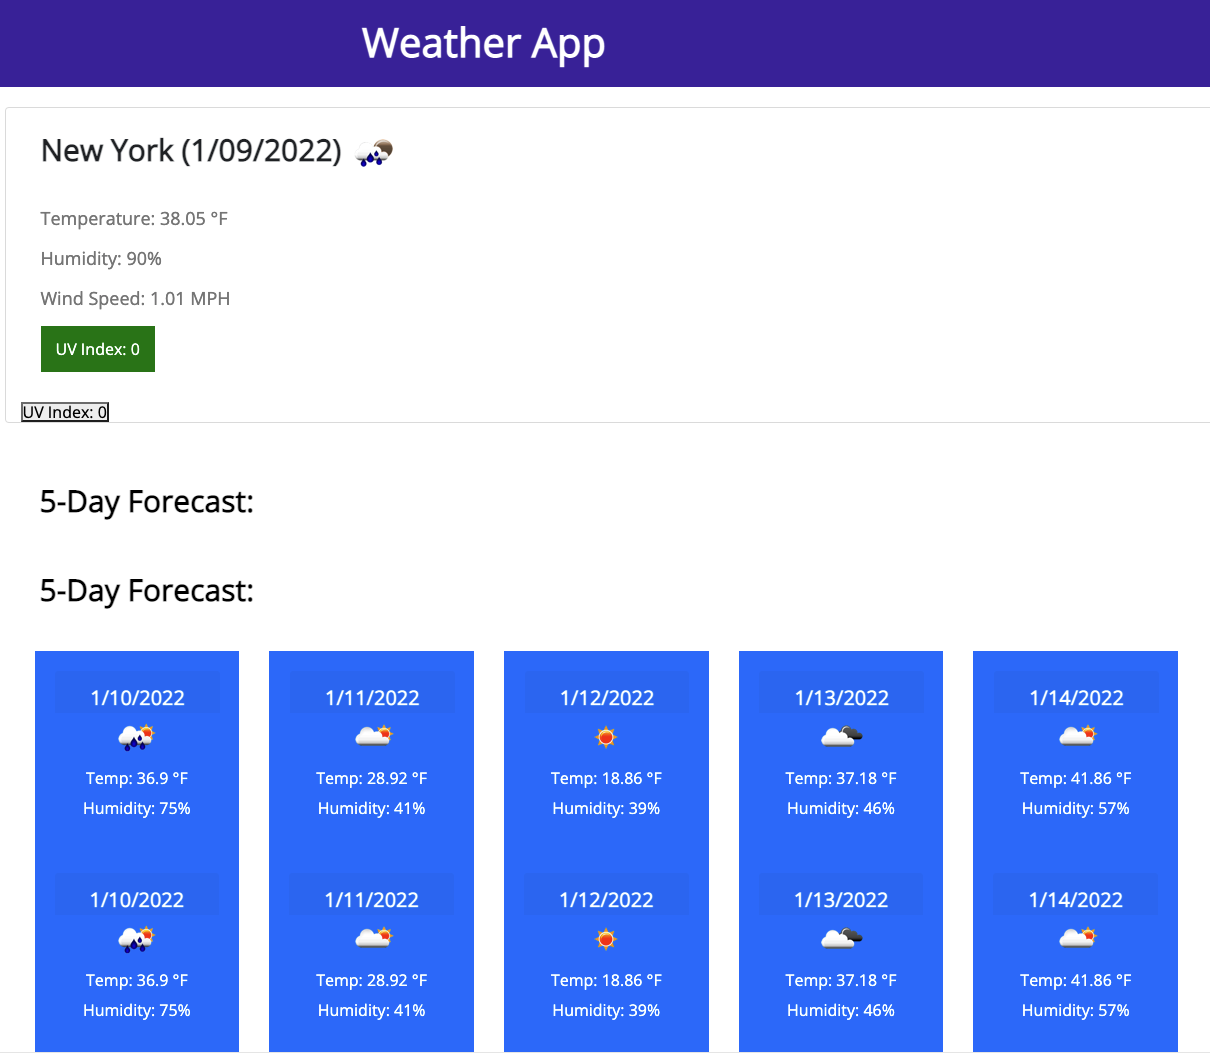 Weather App
New York (1/09/2022)
Temperature: 38.05 °F
Humidity: 90%
Wind Speed: 1.01 MPH
UV Index: 0
UV Index: 0
5-Day Forecast:
5-Day Forecast:
1/10/2022 1/11/2022 1/12/2022 1/13/2022 1/14/2022
Temp: 36.9 °F Temp: 28.92 °F Temp: 18.86 °F Temp: 37.18 °F Temp: 41.86 °F
Humidity: 75% Humidity: 41% Humidity: 39% Humidity: 46% Humidity: 57%
1/10/2022 1/11/2022 1/12/2022 1/13/2022 1/14/2022
Temp: 36.9 °F Temp: 28.92 °F Temp: 18.86 °F Temp: 37.18 °F Temp: 41.86 °F
Humidity: 75% Humidity: 41% Humidity: 39% Humidity: 46% Humidity: 57%